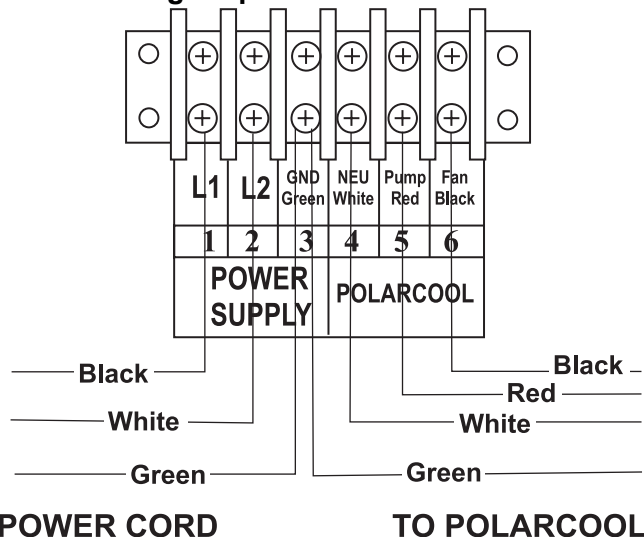 L1 L2 GND Green NEU White Pump Red Fan Black
1 2 3 4 5 6
POWER SUPPLY POLARCOOL
Black Black
Red
White White
Green Green
POWER CORD TO POLARCOOL